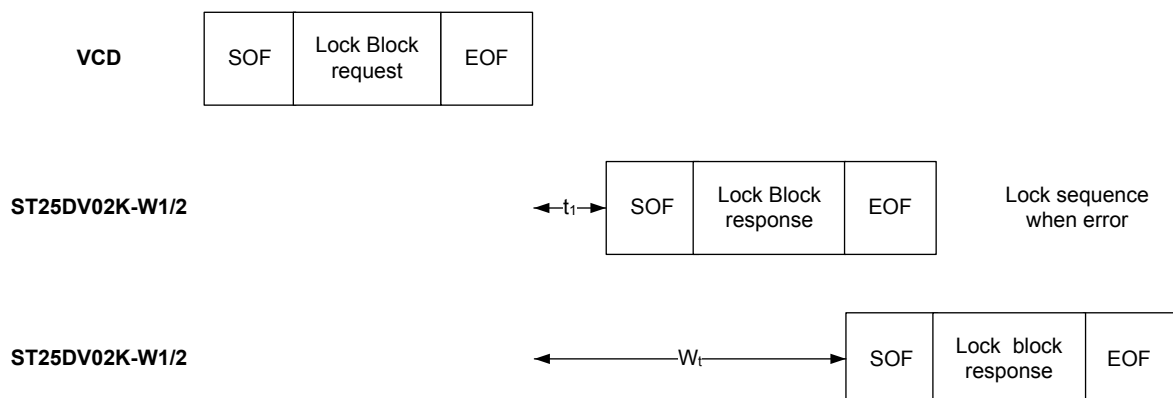 VCD
SOF
Lock Block
request
EOF
ST25DV02K-W1/2
t₁
SOF
Lock Block
response
EOF
Lock sequence
when error
ST25DV02K-W1/2
Wₜ
SOF
Lock block
response
EOF